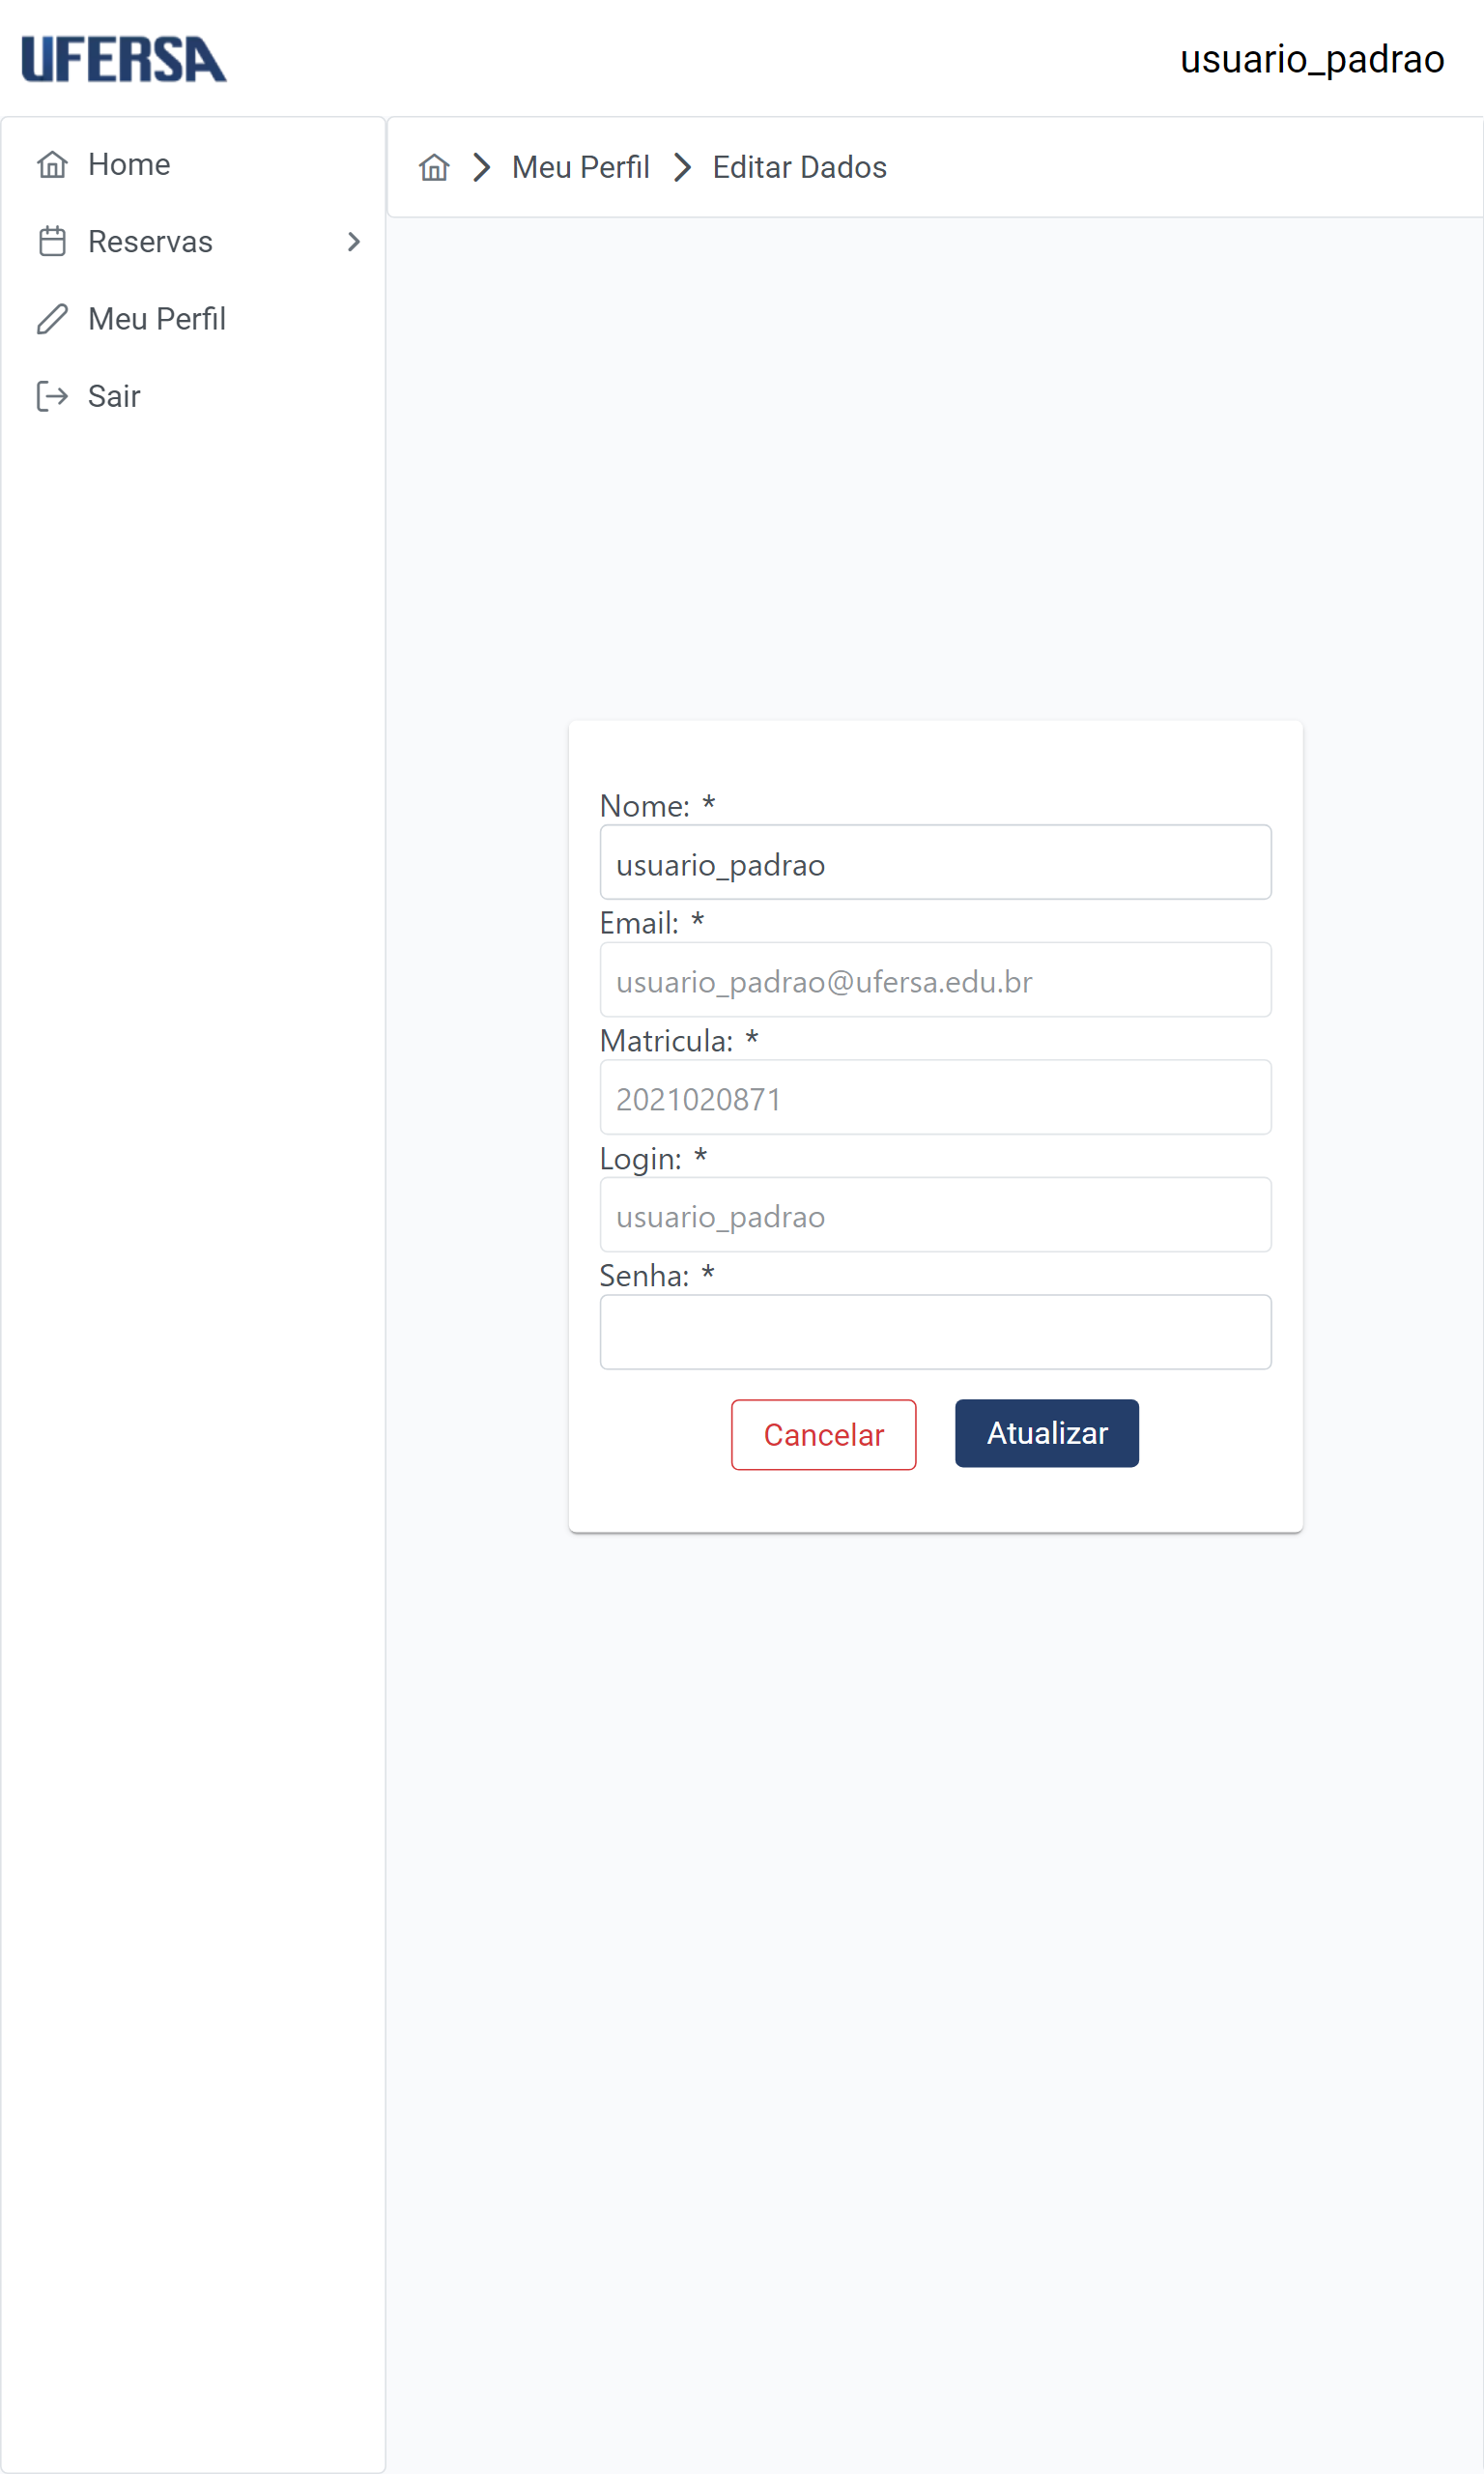 UFERSA
usuario_padrao
Home
Reservas
Meu Perfil
Sair
Meu Perfil
Editar Dados
Nome: *
usuario_padrao
Email: *
usuario_padrao@ufersa.edu.br
Matricula: *
2021020871
Login: *
usuario_padrao
Senha: *
Cancelar
Atualizar